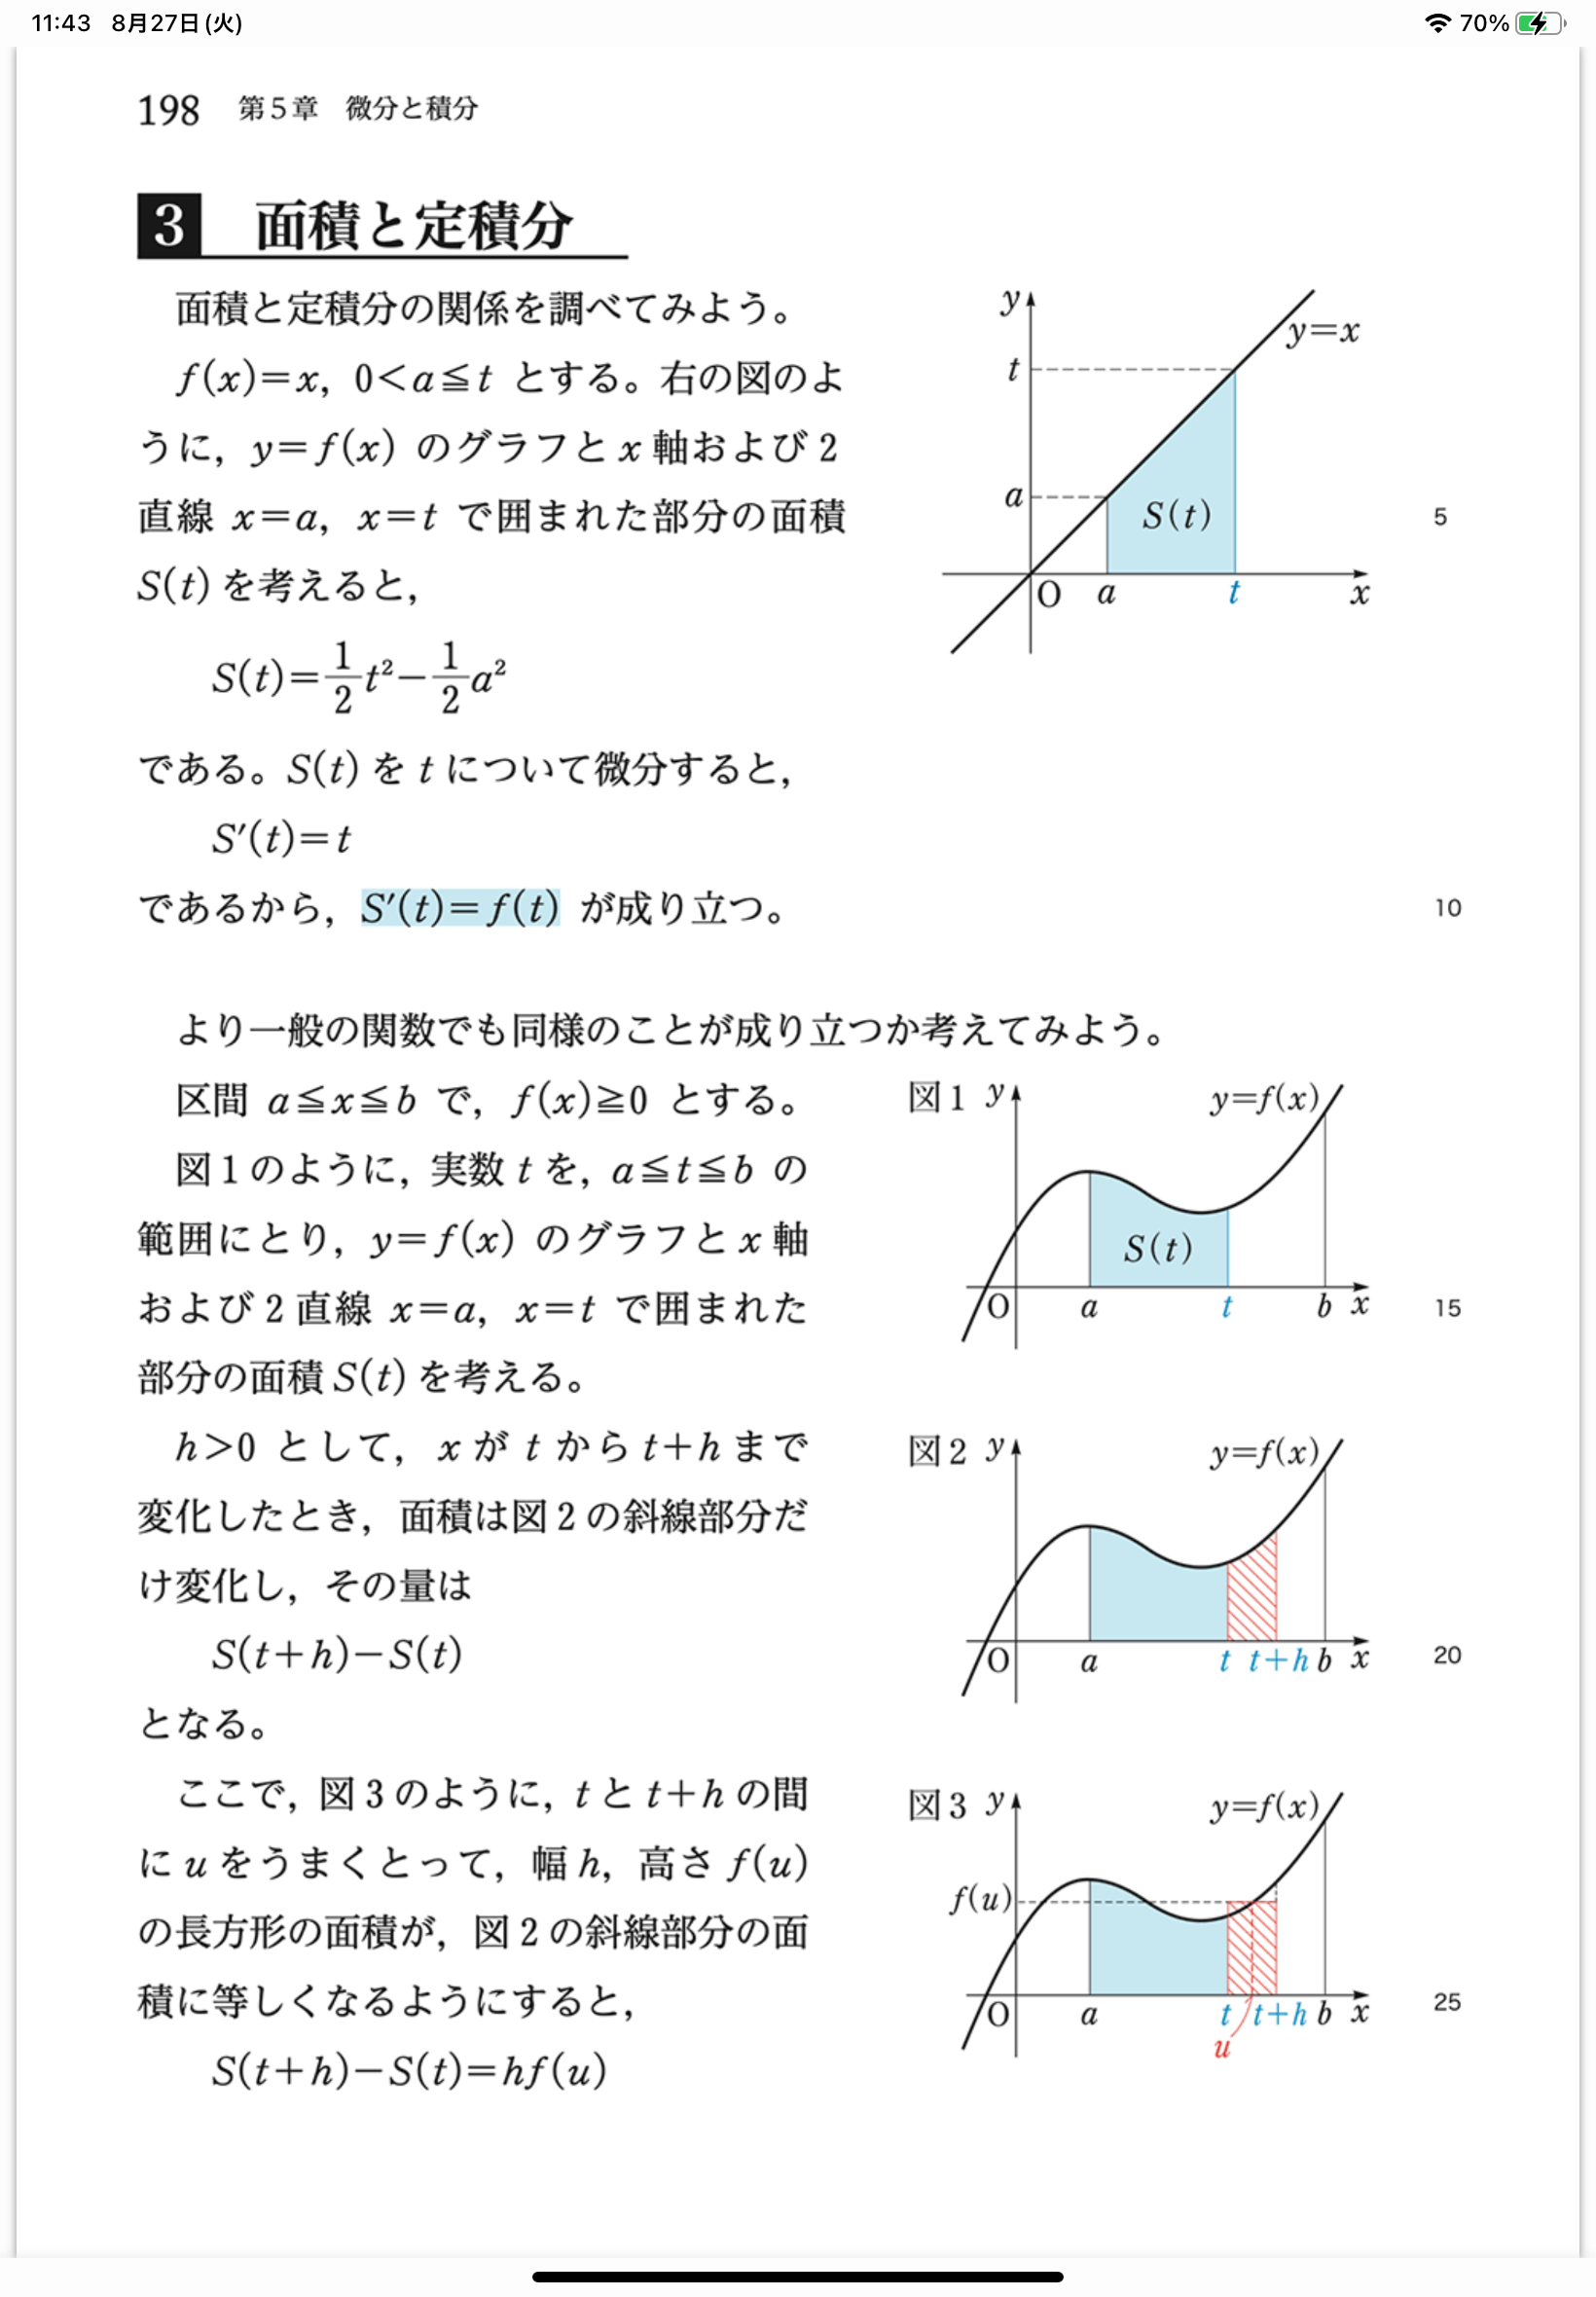 11:43 8月27日(火)
70%
198 第5章 微分と積分
3 面積と定積分
面積と定積分の関係を調べてみよう。
f(x)=x, 0<a≦t とする。右の図のよ
うに, y=f(x) のグラフと x 軸および 2
直線 x=a, x=t で囲まれた部分の面積
S(t) を考えると,
S(t)=1/2 t²−1/2 a²
である。S(t) を t について微分すると,
S′(t)=t
であるから, S′(t)=f(t) が成り立つ。
y
y=x
t
a
S(t)
O a t x
5
10
より一般の関数でも同様のことが成り立つか考えてみよう。
区間 a≦x≦b で, f(x)≧0 とする。
図1のように, 実数 t を, a≦t≦b の
範囲にとり, y=f(x) のグラフと x 軸
および 2 直線 x=a, x=t で囲まれた
部分の面積 S(t) を考える。
h>0 として, x が t から t+h まで
変化したとき, 面積は図2の斜線部分だ
け変化し, その量は
S(t+h)−S(t)
となる。
ここで, 図3のように, t と t+h の間
に u をうまくとって, 幅 h, 高さ f(u)
の長方形の面積が, 図2の斜線部分の面
積に等しくなるようにすると,
S(t+h)−S(t)=hf(u)
図1 y y=f(x)
S(t)
O a t b x
15
図2 y y=f(x)
O a t t+h b x
20
図3 y y=f(x)
f(u)
O a t t+h b x
u
25